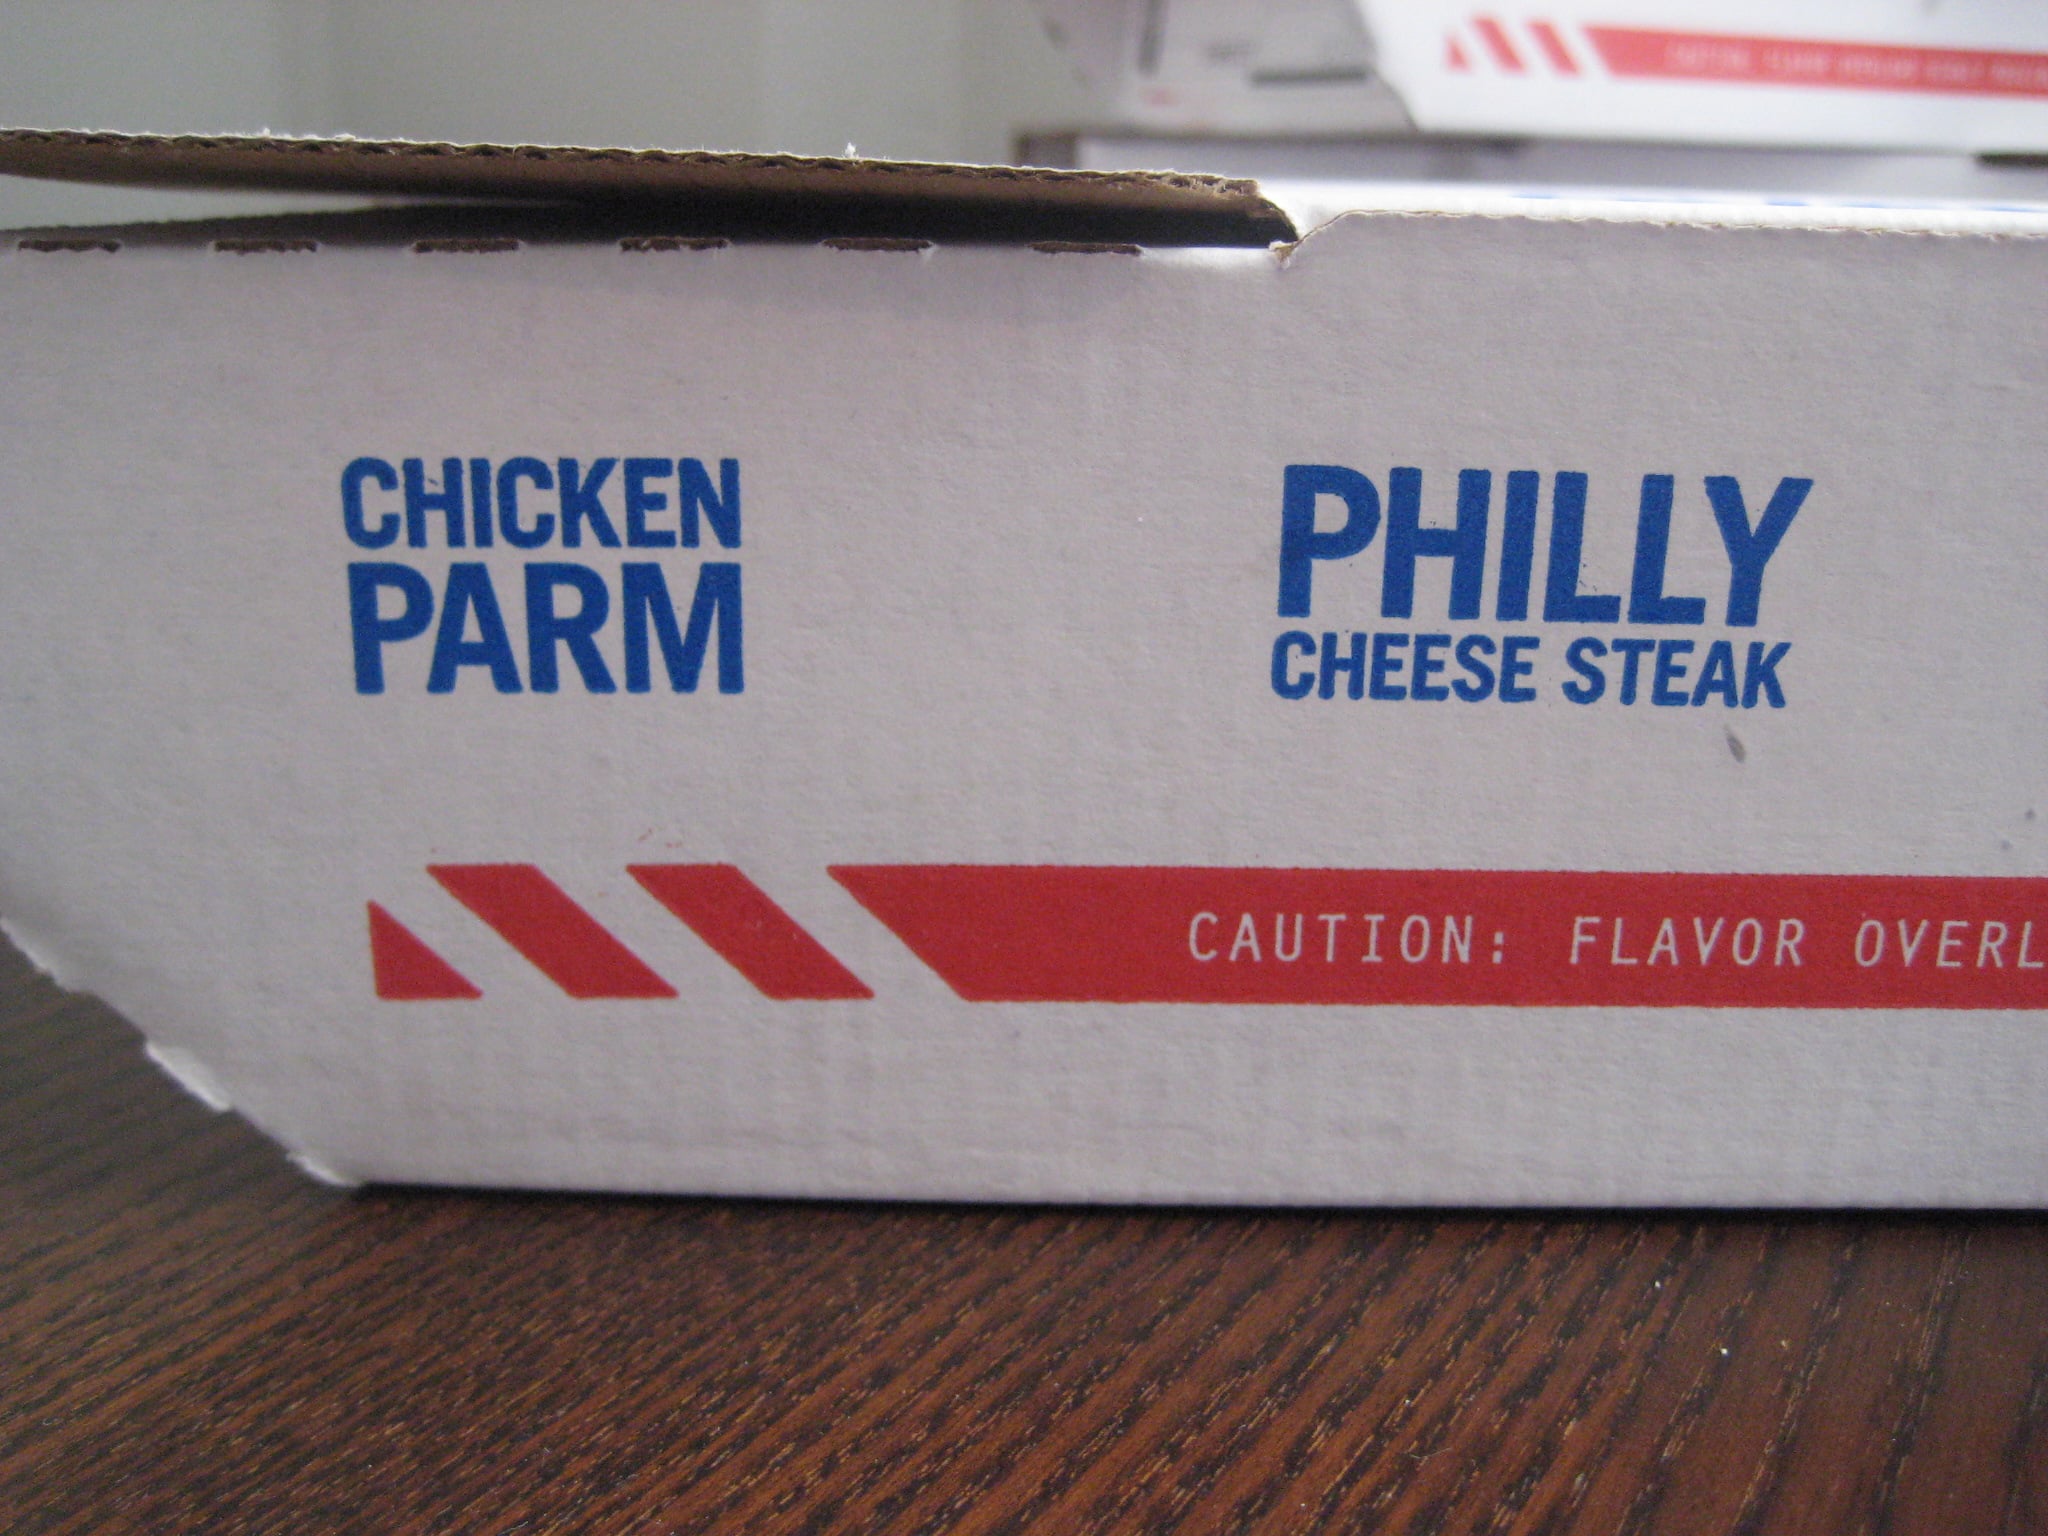 CHICKEN
PARM
PHILLY
CHEESE STEAK
CAUTION: FLAVOR OVERL